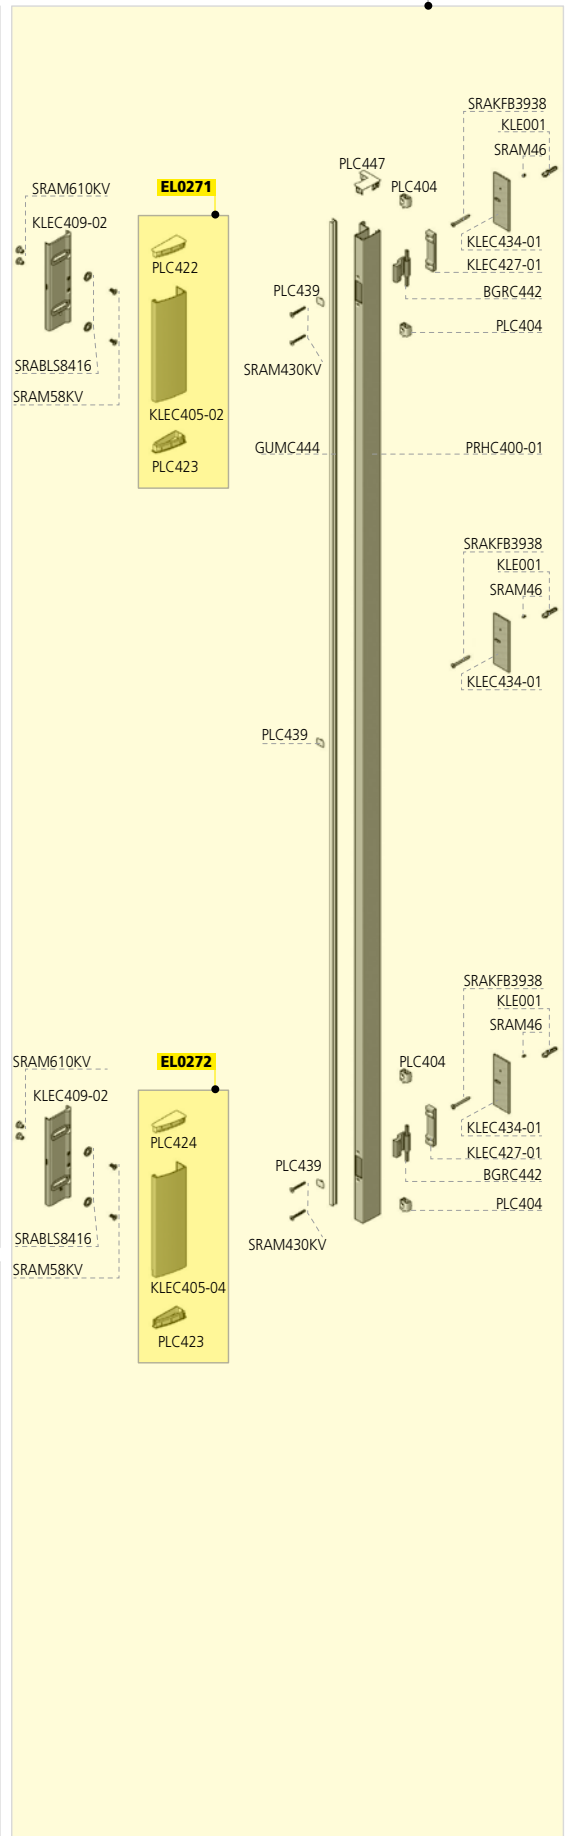 SRAKFB3938
KLE001
SRAM46
PLC447
PLC404
EL0271
SRAM610KV
KLEC409-02
KLEC434-01
PLC422
KLEC427-01
PLC439
BGRC442
PLC404
SRABLS8416
SRAM430KV
SRAM58KV
KLEC405-02
GUMC444
PRHC400-01
PLC423
SRAKFB3938
KLE001
SRAM46
KLEC434-01
PLC439
SRAKFB3938
KLE001
SRAM46
SRAM610KV
EL0272
PLC404
KLEC409-02
KLEC434-01
PLC424
KLEC427-01
PLC439
BGRC442
PLC404
SRABLS8416
SRAM430KV
SRAM58KV
KLEC405-04
PLC423